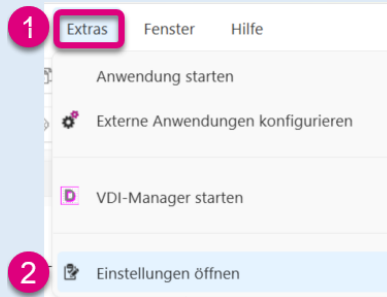 1 Extras Fenster Hilfe
Anwendung starten
Externe Anwendungen konfigurieren
D VDI-Manager starten
2 Einstellungen öffnen